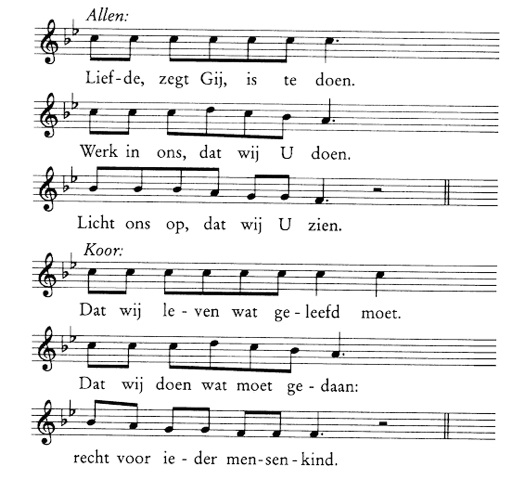 Allen:
Lief-de, zegt Gij, is te doen.
Werk in ons, dat wij U doen.
Licht ons op, dat wij U zien.
Koor:
Dat wij le - ven wat ge - leefd moet.
Dat wij doen wat moet ge - daan:
recht voor ie - der men - sen - kind.